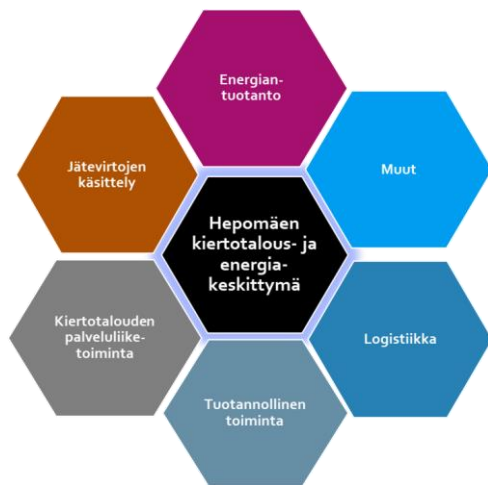 Energian-
tuotanto
Muut
Jätevirtojen
käsittely
Hepomäen
kiertotalous- ja
energia-
keskittymä
Kiertotalouden
palveluliike-
toiminta
Logistiikka
Tuotannollinen
toiminta